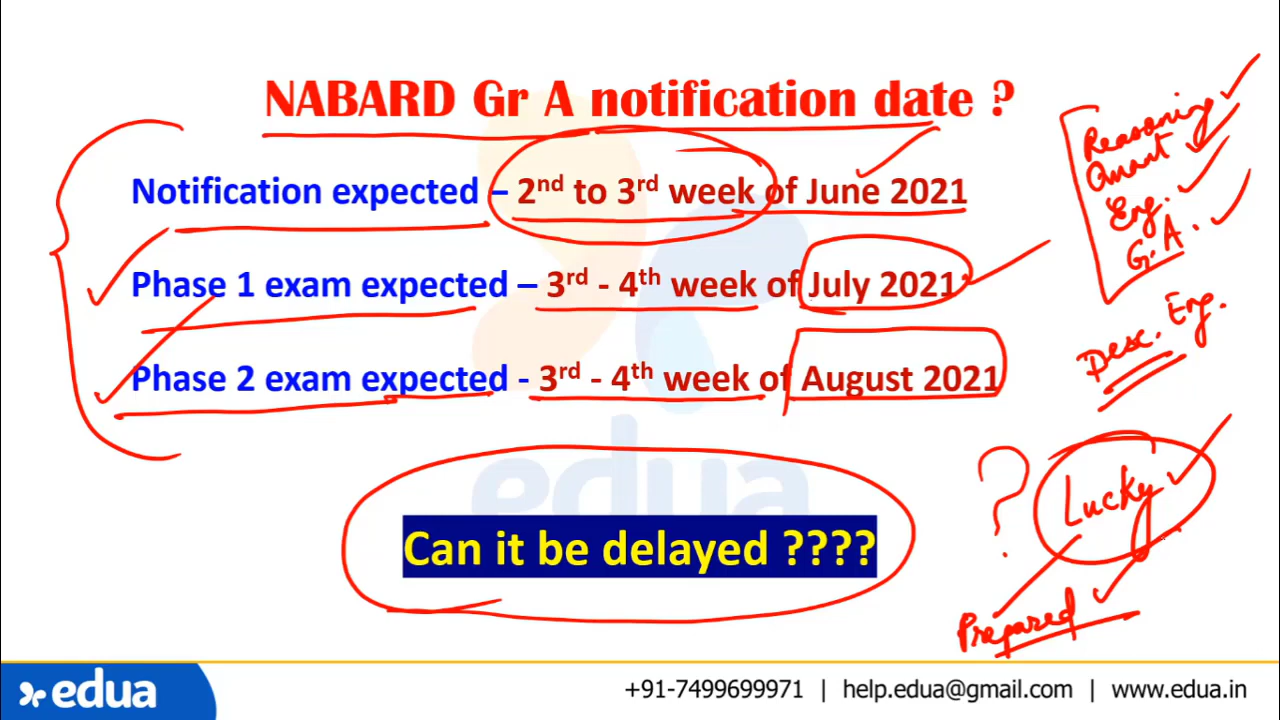 NABARD Gr A notification date ?
Notification expected – 2nd to 3rd week of June 2021
Phase 1 exam expected – 3rd - 4th week of July 2021
Phase 2 exam expected - 3rd - 4th week of August 2021
Can it be delayed ????
Reasoning
Quant
Eng.
G.A.
Desc. Eng.
?
Lucky
Prepared
edua
edua
+91-7499699971 | help.edua@gmail.com | www.edua.in